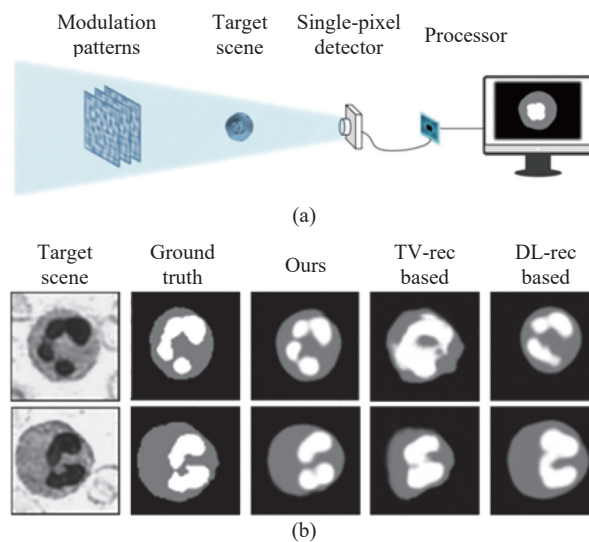 Modulation patterns
Target scene
Single-pixel detector
Processor
(a)
Target scene
Ground truth
Ours
TV-rec based
DL-rec based
(b)